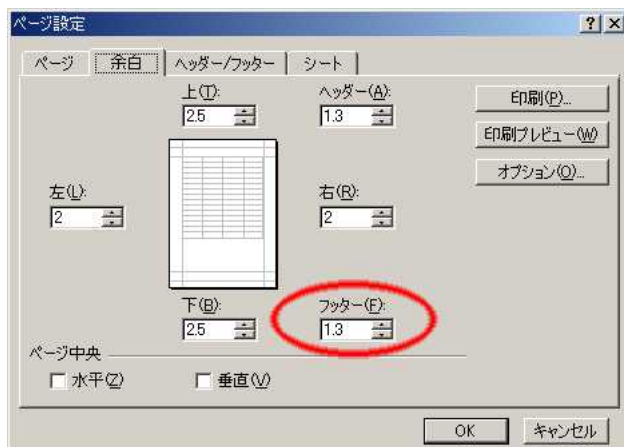 ページ設定
ページ 余白 ヘッダー/フッター シート
上(T): ヘッダー(A):
2.5 1.3
印刷(P)...
印刷プレビュー(W)
オプション(O)...
左(L): 右(R):
2 2
下(B): フッター(F):
2.5 1.3
ページ中央
水平(Z) 垂直(V)
OK キャンセル